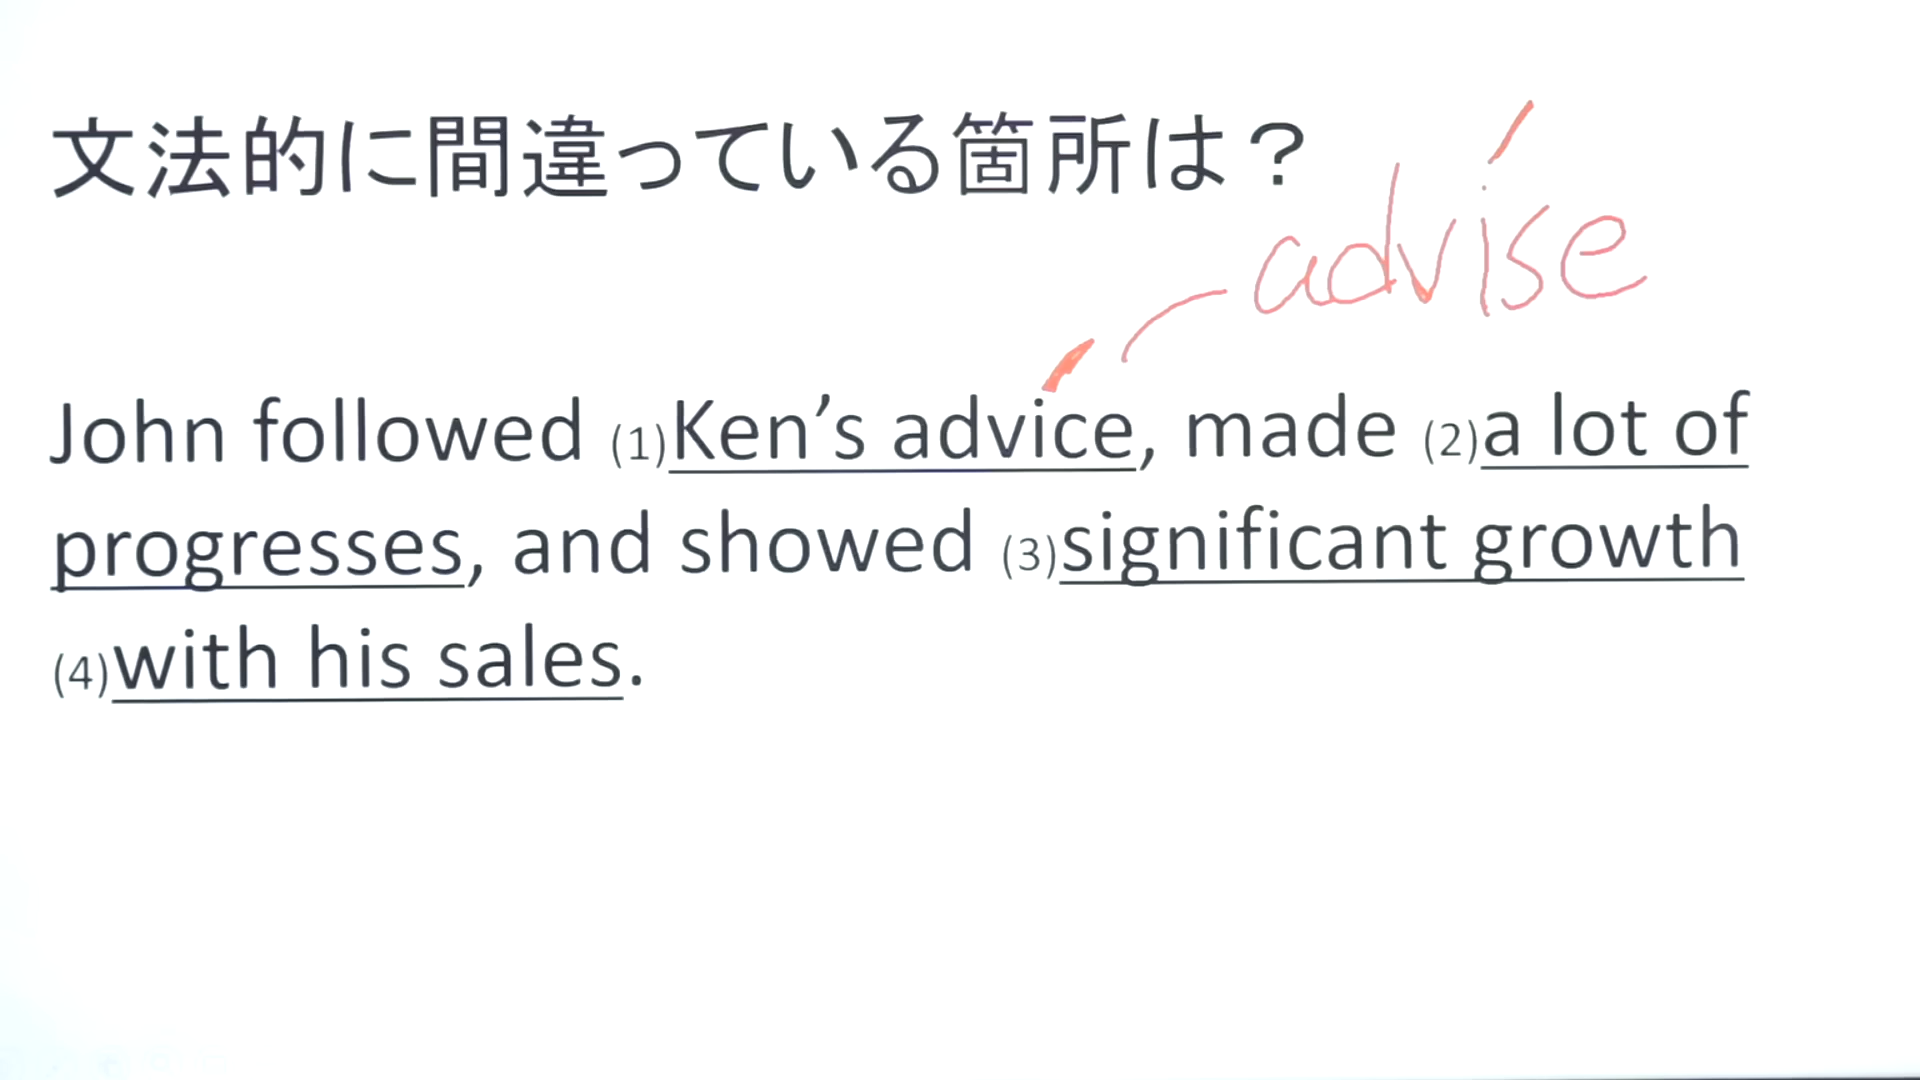 文法的に間違っている箇所は？
advise
John followed (1)Ken’s advice, made (2)a lot of
progresses, and showed (3)significant growth
(4)with his sales.